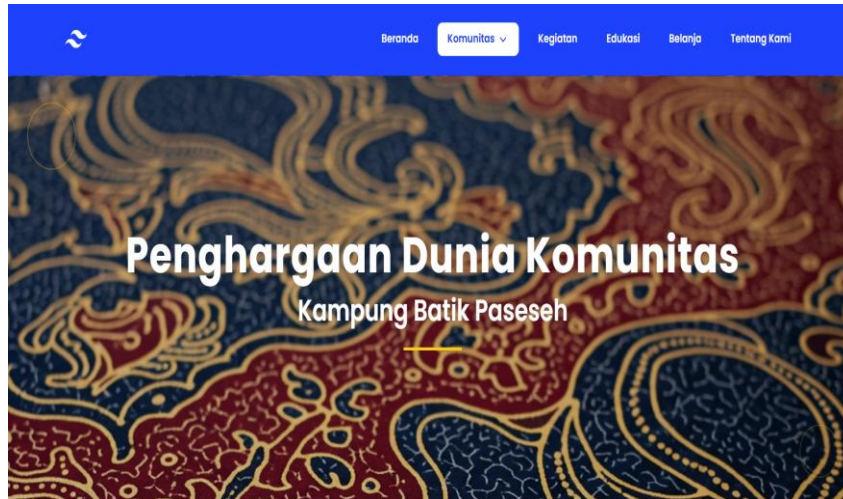 Beranda
Komunitas
Kegiatan
Edukasi
Belanja
Tentang Kami
Penghargaan Dunia Komunitas
Kampung Batik Paseseh